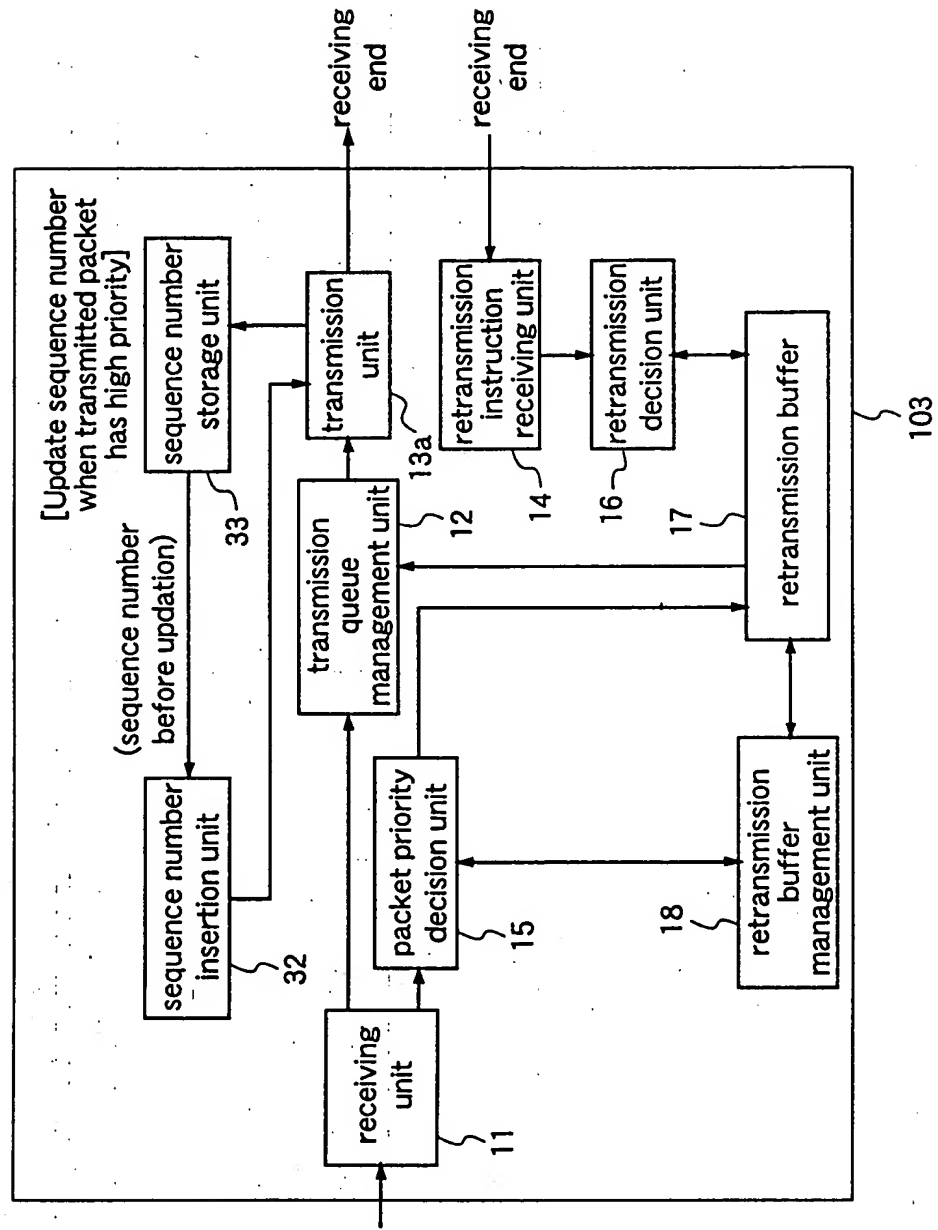 [Update sequence number
when transmitted packet
has high priority]
(sequence number
before updation)
sequence number
insertion unit
32
sequence number
storage unit
33
receiving
unit
11
transmission
queue
management unit
12
transmission
unit
13a
receiving
end
packet priority
decision unit
15
retransmission
instruction
receiving unit
14
receiving
end
retransmission
decision unit
16
retransmission
buffer
management unit
18
retransmission buffer
17
103